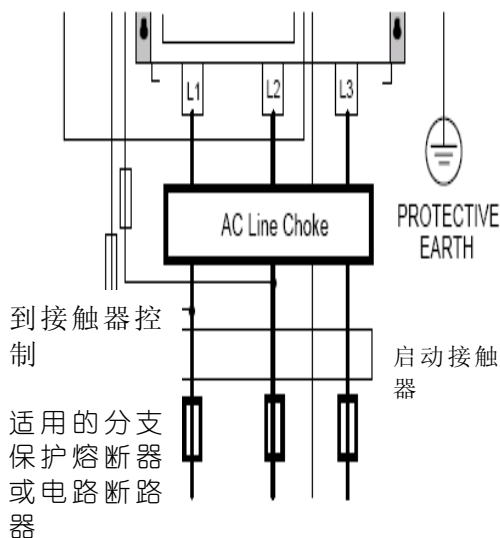 L1 L2 L3
AC Line Choke
PROTECTIVE
EARTH
到接触器控
制
启动接触
器
适用的分支
保护熔断器
或电路断路
器